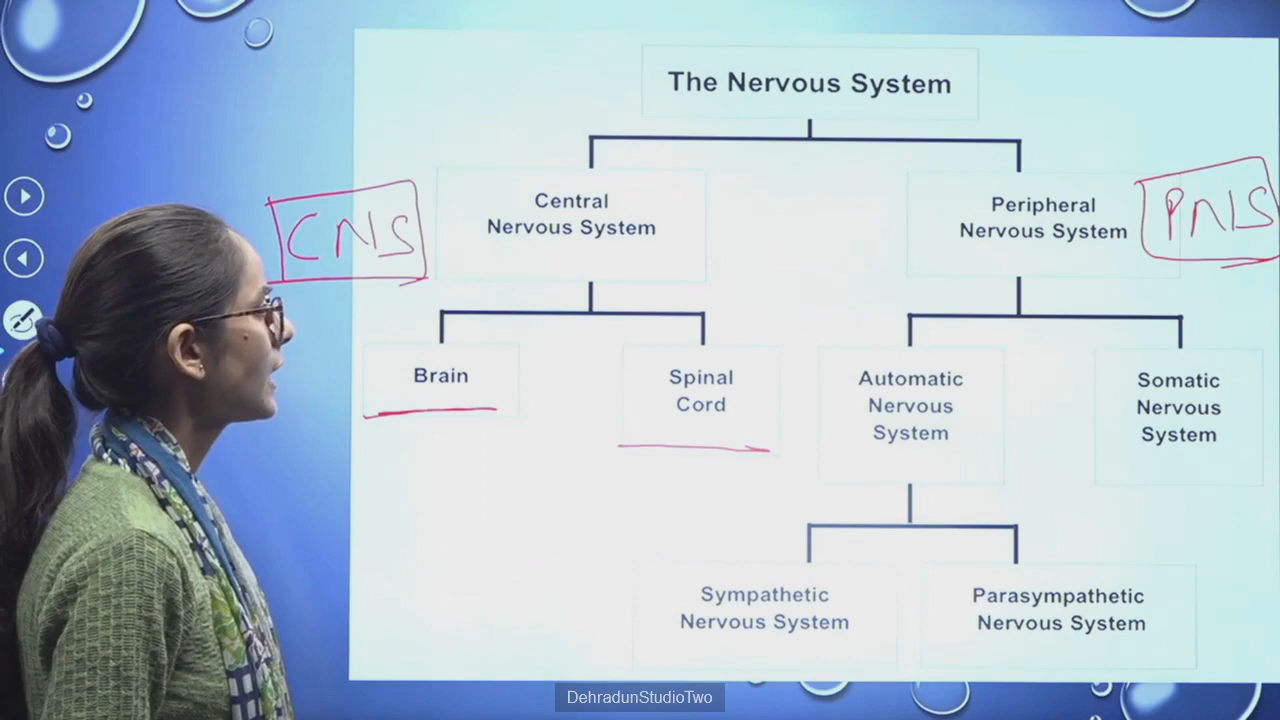 The Nervous System
Central
Nervous System
CNS
Peripheral
Nervous System
PNS
Brain
Spinal
Cord
Automatic
Nervous
System
Somatic
Nervous
System
Sympathetic
Nervous System
Parasympathetic
Nervous System
DehradunStudioTwo